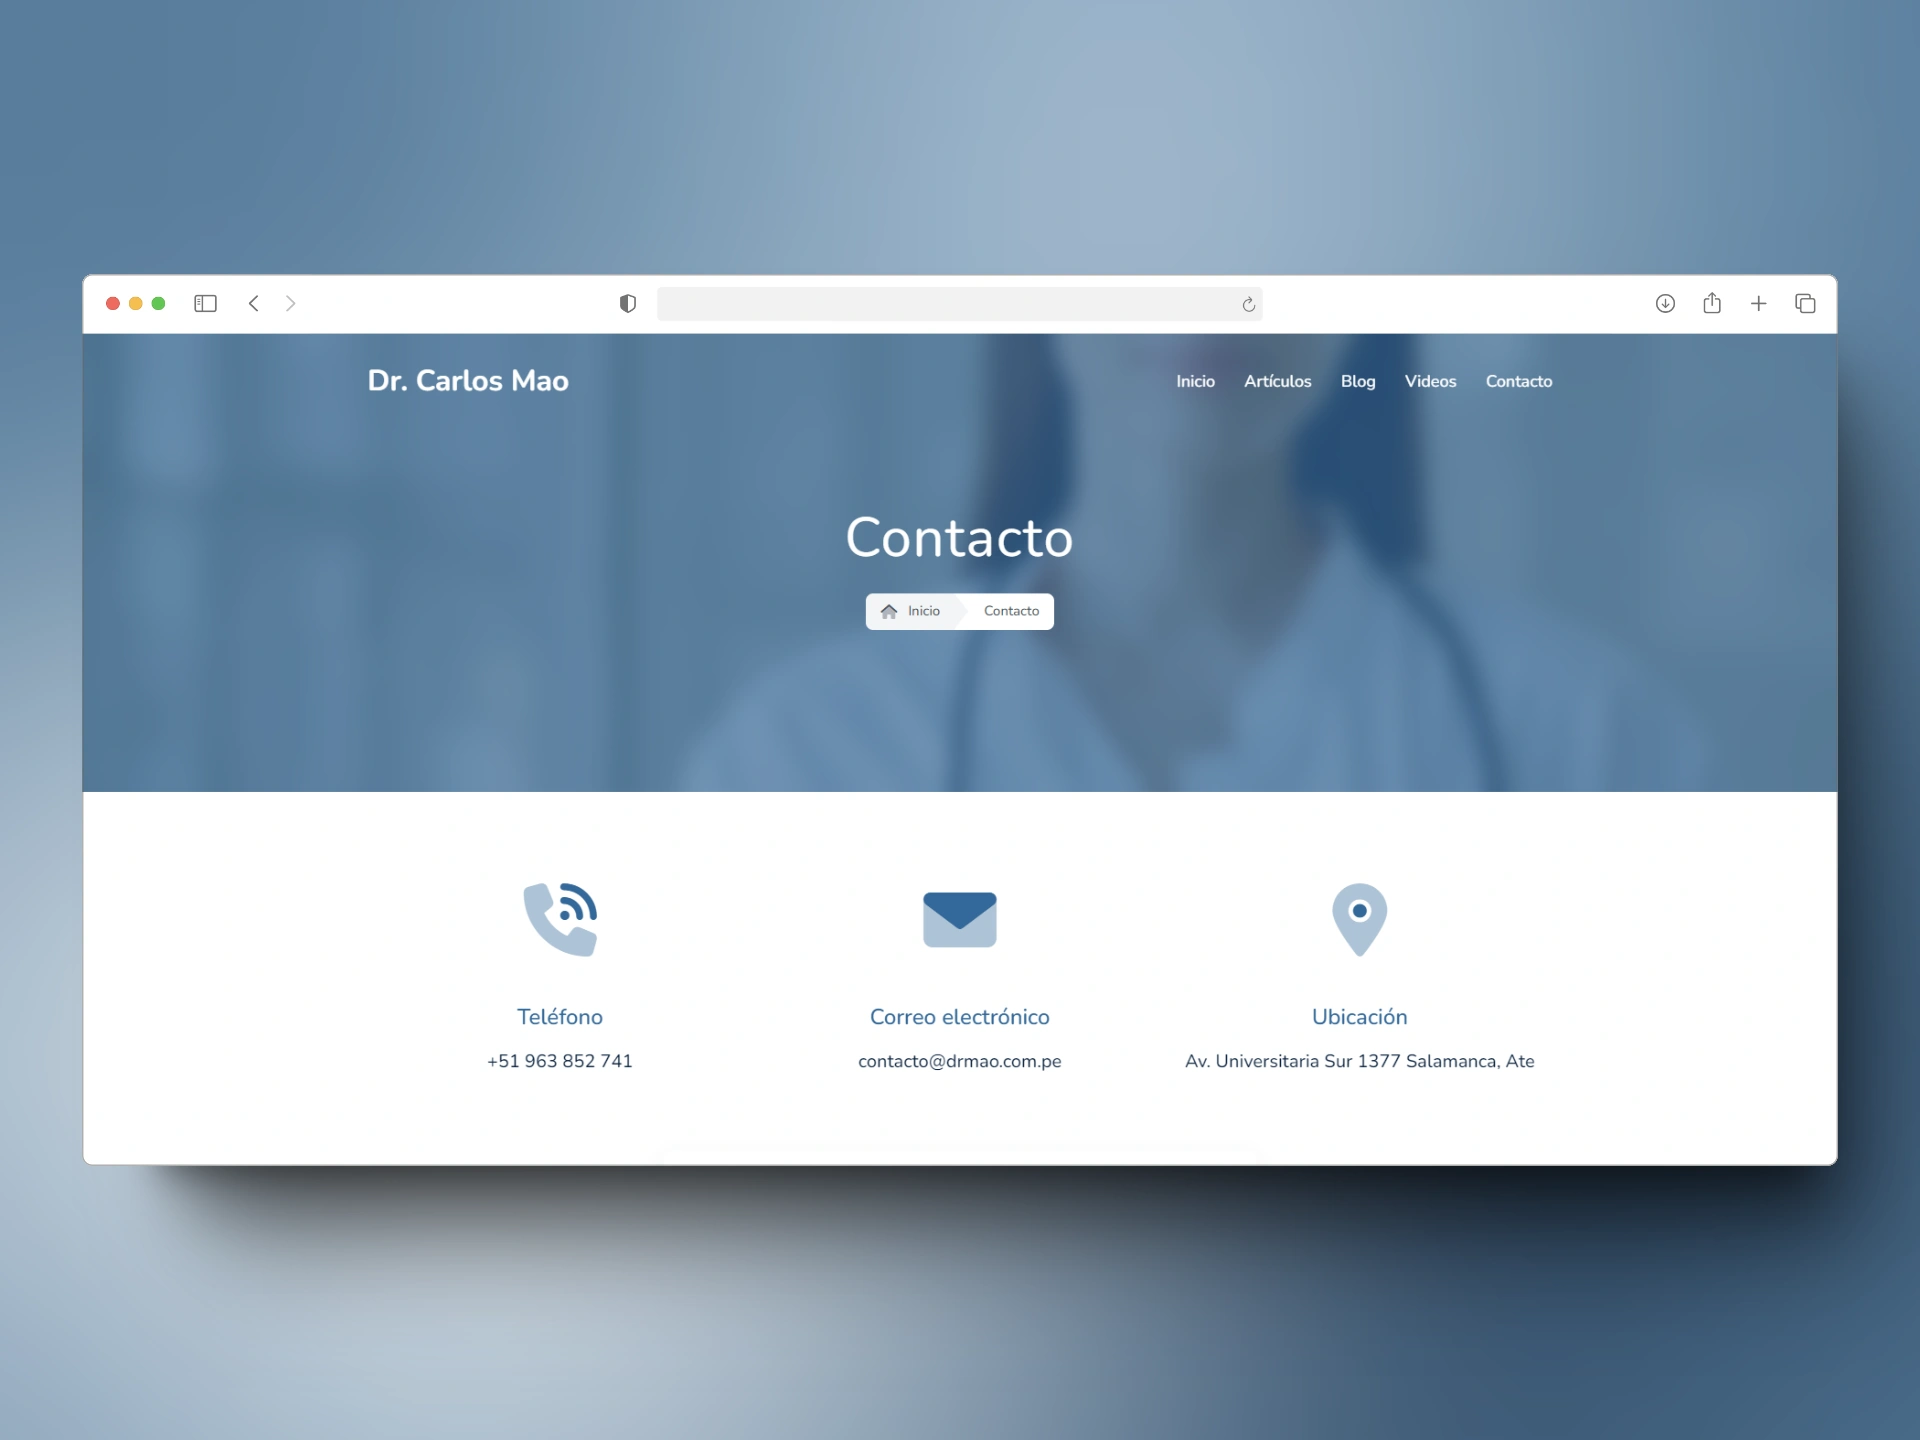 Dr. Carlos Mao
Inicio Artículos Blog Videos Contacto
Contacto
Inicio Contacto
Teléfono
+51 963 852 741
Correo electrónico
contacto@drmao.com.pe
Ubicación
Av. Universitaria Sur 1377 Salamanca, Ate